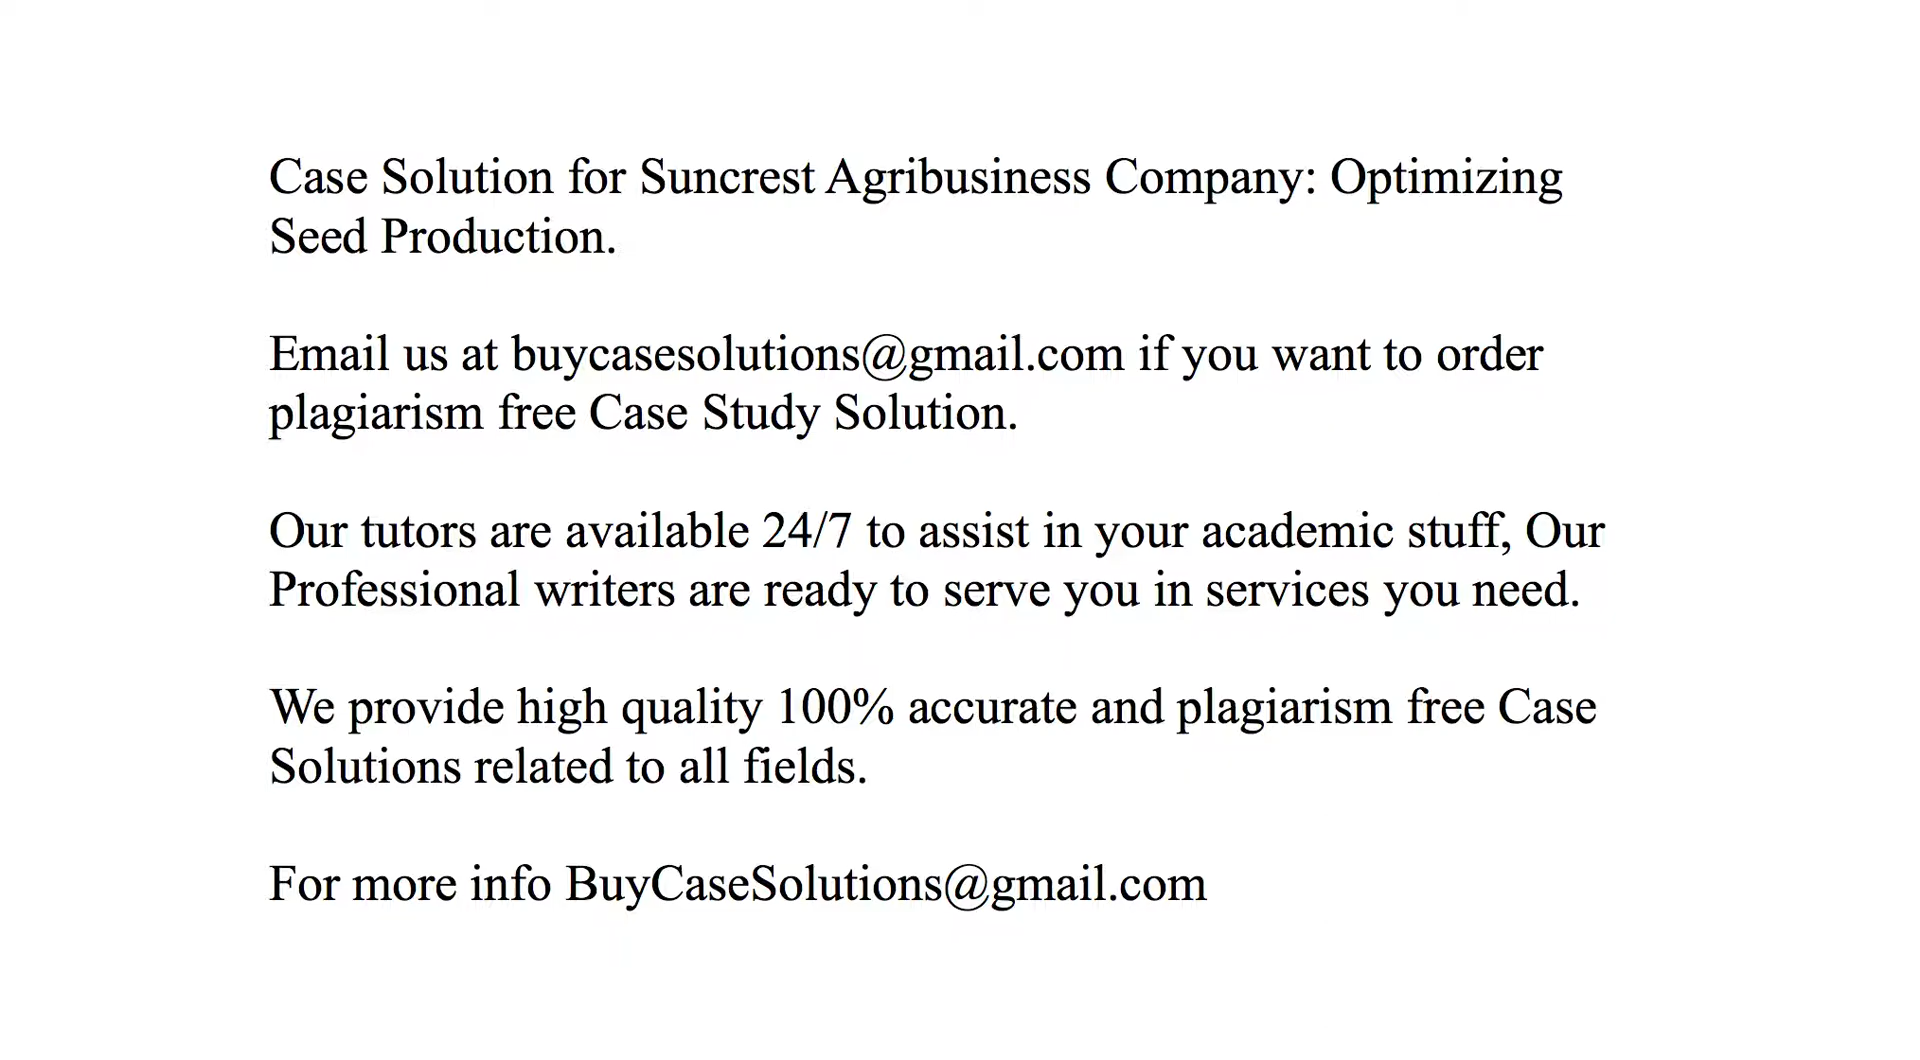 Case Solution for Suncrest Agribusiness Company: Optimizing
Seed Production.
Email us at buycasesolutions@gmail.com if you want to order
plagiarism free Case Study Solution.
Our tutors are available 24/7 to assist in your academic stuff, Our
Professional writers are ready to serve you in services you need.
We provide high quality 100% accurate and plagiarism free Case
Solutions related to all fields.
For more info BuyCaseSolutions@gmail.com